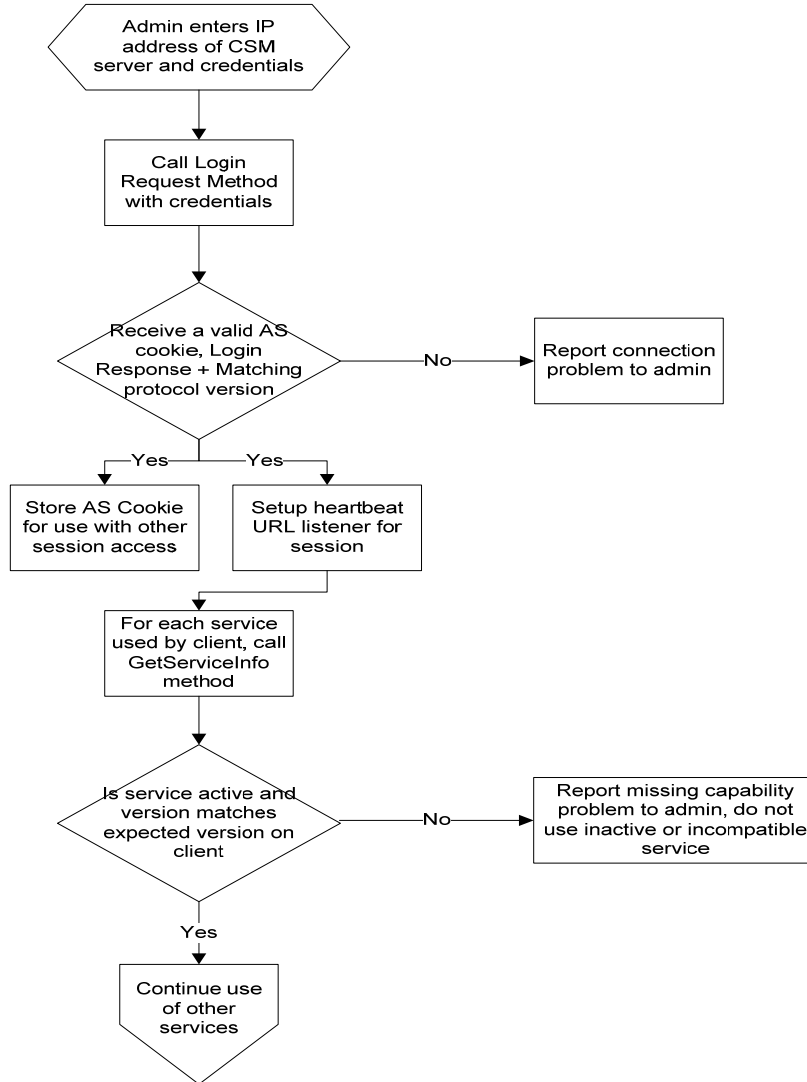 Admin enters IP
address of CSM
server and credentials
Call Login
Request Method
with credentials
Receive a valid AS
cookie, Login
Response + Matching
protocol version
No
Report connection
problem to admin
Yes
Yes
Store AS Cookie
for use with other
session access
Setup heartbeat
URL listener for
session
For each service
used by client, call
GetServiceInfo
method
Is service active and
version matches
expected version on
client
No
Report missing capability
problem to admin, do not
use inactive or incompatible
service
Yes
Continue use
of other
services